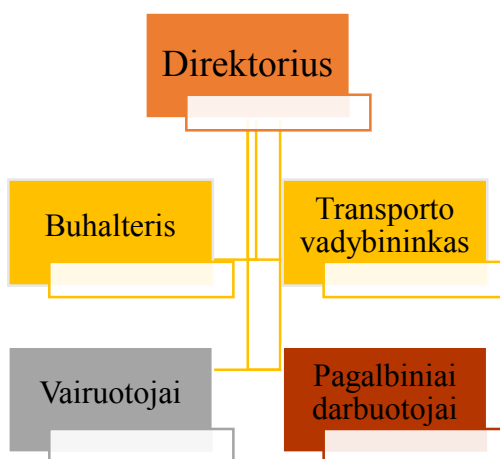 Direktorius
Buhalteris
Transporto
vadybininkas
Vairuotojai
Pagalbiniai
darbuotojai